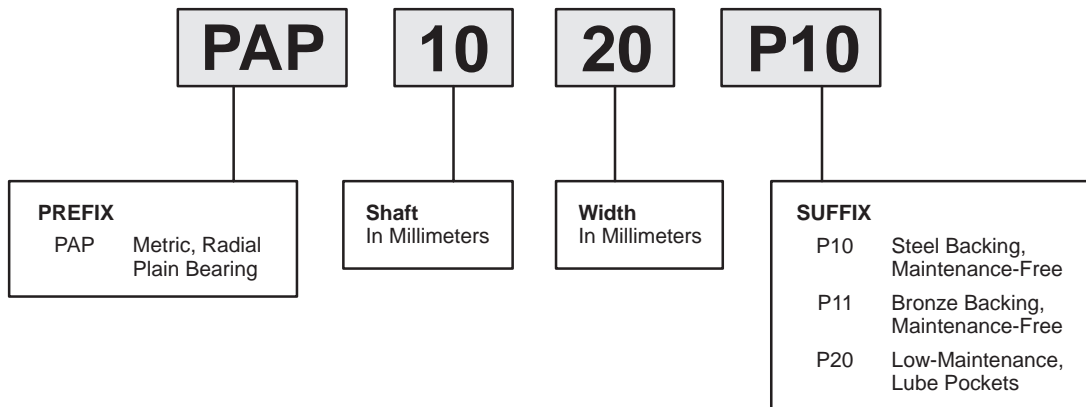 PAP 10 20 P10
PREFIX
PAP Metric, Radial
Plain Bearing
Shaft
In Millimeters
Width
In Millimeters
SUFFIX
P10 Steel Backing,
Maintenance-Free
P11 Bronze Backing,
Maintenance-Free
P20 Low-Maintenance,
Lube Pockets